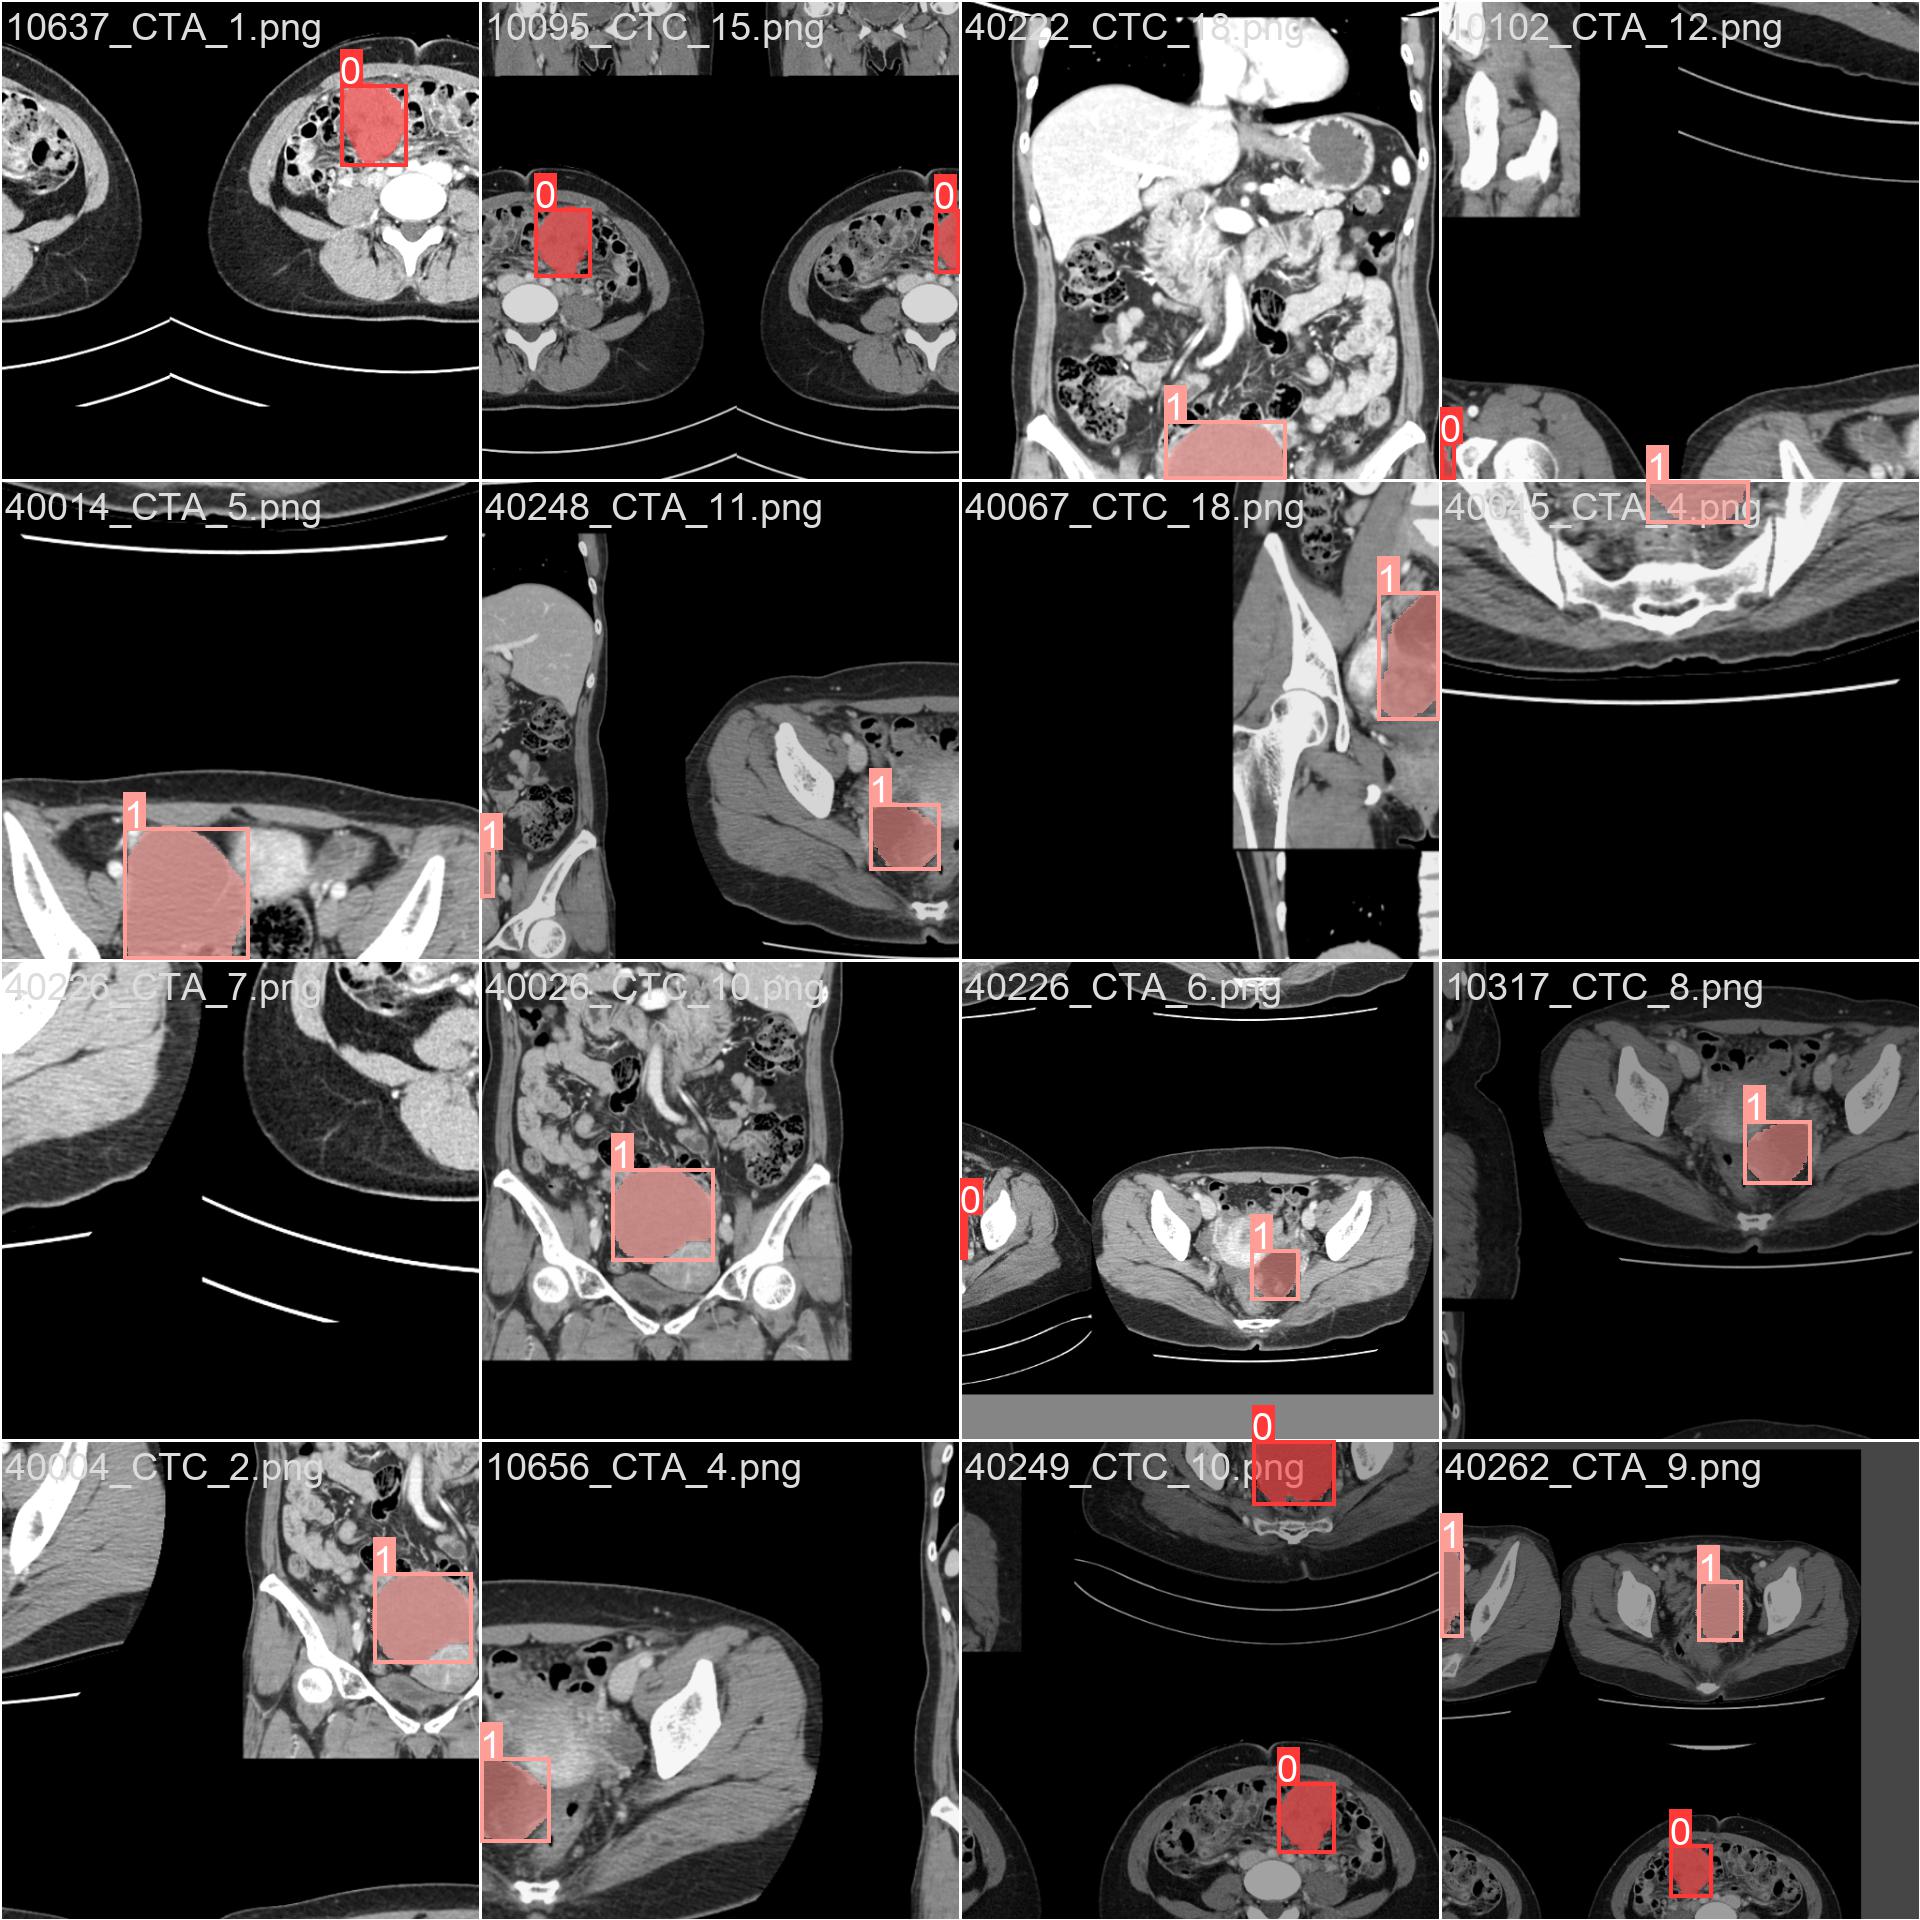 10637_CTA_1.png
0
10095_CTC_15.png
0
0
40222_CTC_18.png
1
10102_CTA_12.png
0
1
40014_CTA_5.png
1
40248_CTA_11.png
1
1
40067_CTC_18.png
1
40045_CTA_4.png
40226_CTA_7.png
40026_CTC_10.png
1
40226_CTA_6.png
0
1
10317_CTC_8.png
1
40004_CTC_2.png
1
10656_CTA_4.png
1
40249_CTC_10.png
0
0
40262_CTA_9.png
1
1
0